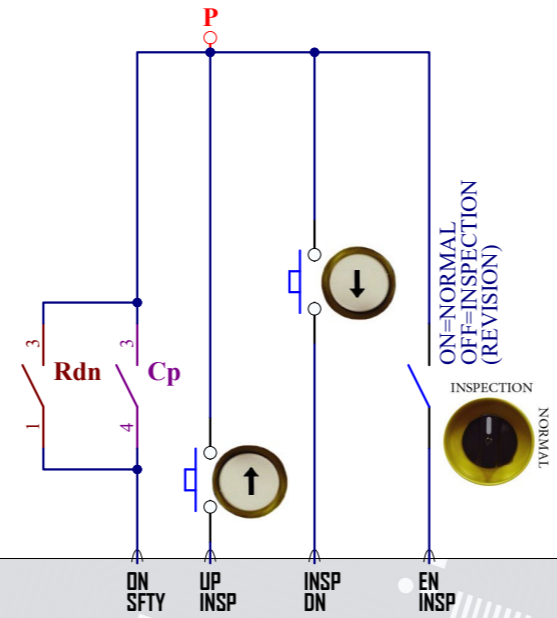 P
ON=NORMAL
OFF=INSPECTION
(REVISION)
3
Rdn
1
3
Cp
4
INSPECTION
NORMAL
ON
SFTY
UP
INSP
INSP
DN
EN
INSP